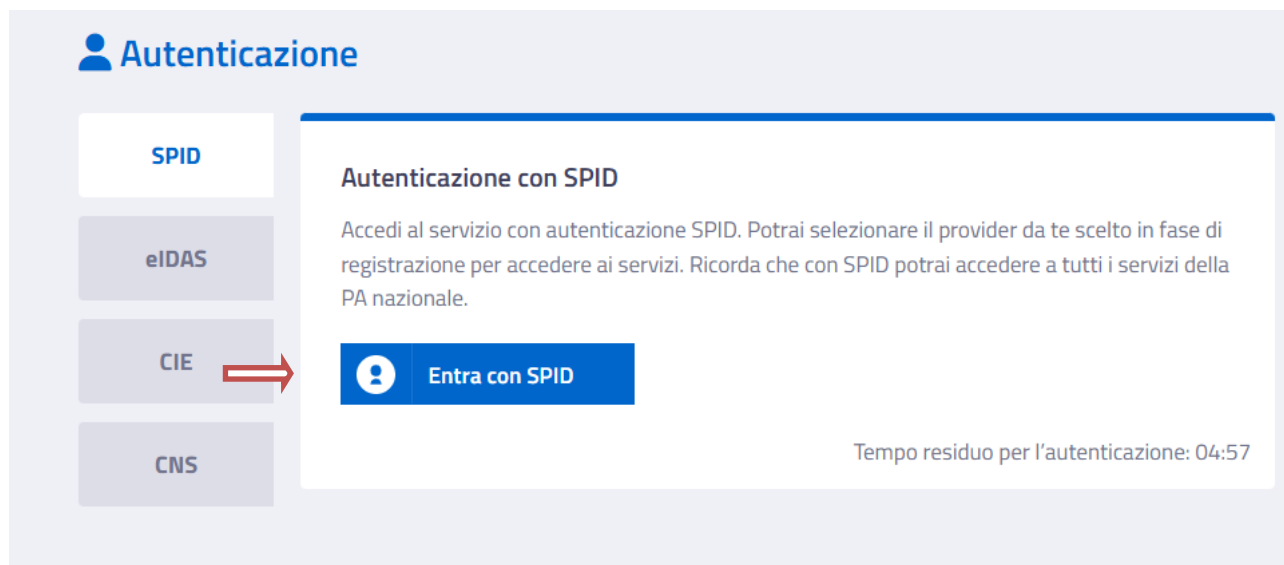 Autenticazione
SPID
eIDAS
CIE
CNS
Autenticazione con SPID
Accedi al servizio con autenticazione SPID. Potrai selezionare il provider da te scelto in fase di
registrazione per accedere ai servizi. Ricorda che con SPID potrai accedere a tutti i servizi della
PA nazionale.
Entra con SPID
Tempo residuo per l'autenticazione: 04:57